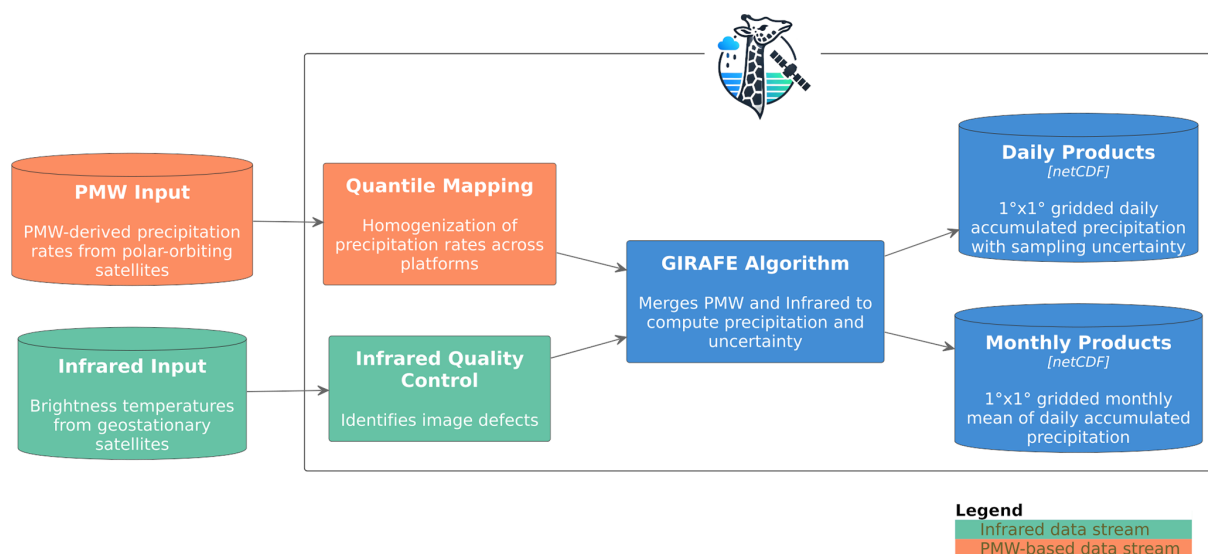 PMW Input
PMW-derived precipitation
rates from polar-orbiting
satellites
Quantile Mapping
Homogenization of
precipitation rates across
platforms
Infrared Input
Brightness temperatures
from geostationary
satellites
Infrared Quality
Control
Identifies image defects
GIRAFE Algorithm
Merges PMW and Infrared to
compute precipitation and
uncertainty
Daily Products
[netCDF]
1°x1° gridded daily
accumulated precipitation
with sampling uncertainty
Monthly Products
[netCDF]
1°x1° gridded monthly
mean of daily accumulated
precipitation
Legend
Infrared data stream
PMW-based data stream